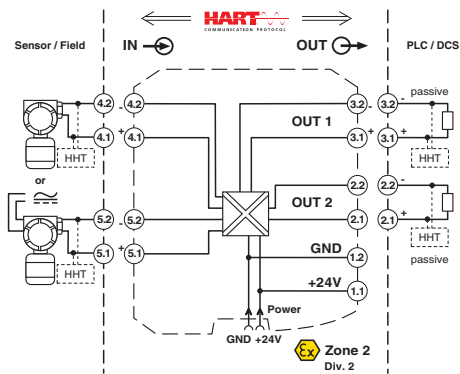 HART
COMMUNICATION PROTOCOL
Sensor / Field
IN
OUT
PLC / DCS
4.2
-
4.2
3.2
-
3.2
-
passive
OUT 1
4.1
+
4.1
3.1
+
3.1
+
HHT
HHT
or
2.2
2.2
-
5.2
-
5.2
OUT 2
2.1
2.1
+
HHT
5.1
+
5.1
GND
1.2
passive
HHT
+24V
1.1
Power
GND +24V
Ex
Zone 2
Div. 2